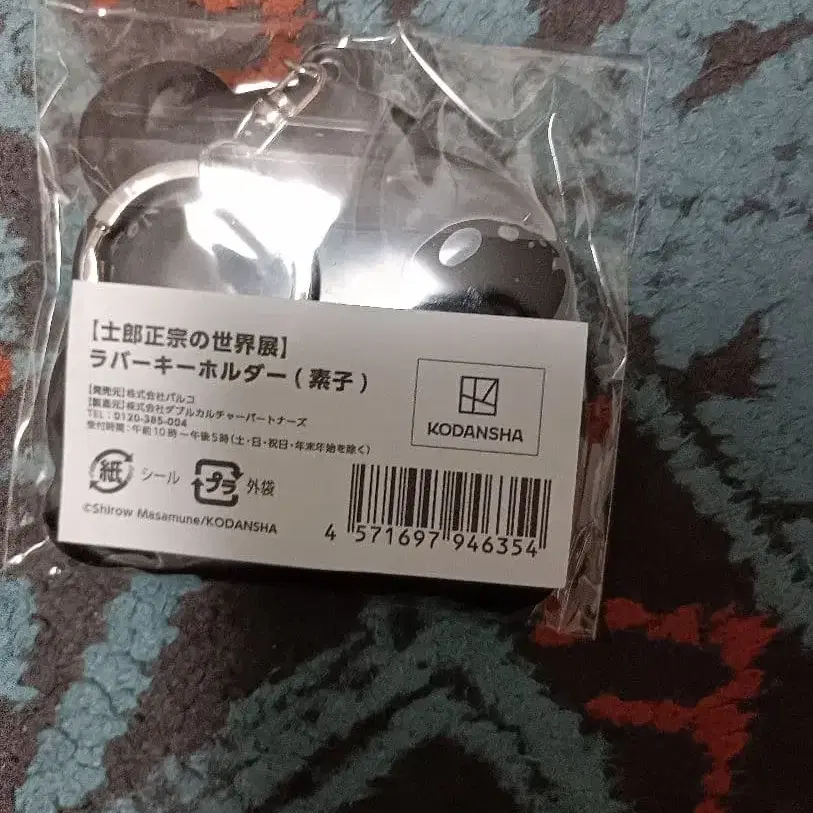 【士郎正宗の世界展】
ラバーキーホルダー(素子)
【発売元】株式会社パルコ
【製造元】株式会社ダブルカルチャーパートナーズ
TEL:0120-385-004
受付時間:午前10時〜午後5時(土・日・祝日・年末年始を除く)
KODANSHA
紙 シール プラ 外袋
©Shirow Masamune/KODANSHA
4 571697 946354